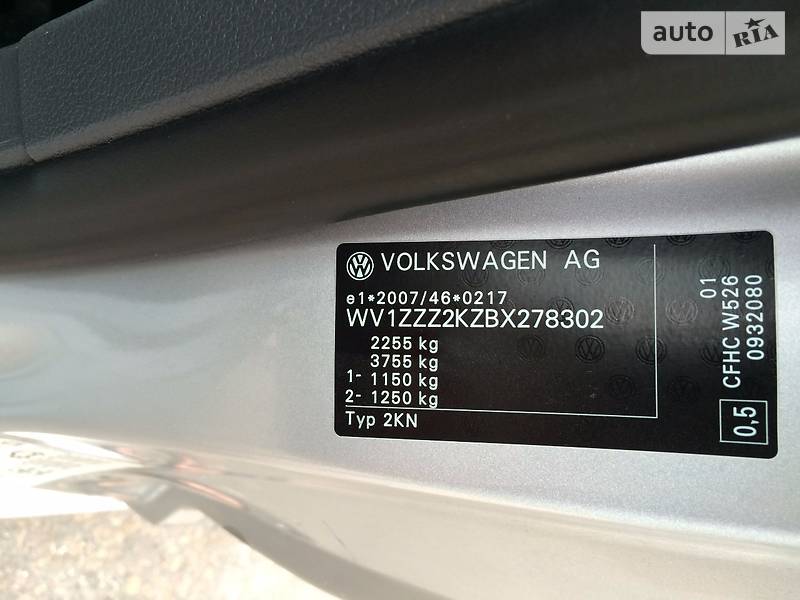 auto RIA
VOLKSWAGEN AG
e1*2007/46*0217
WV1ZZZ2KZBX278302
2255 kg
3755 kg
1- 1150 kg
2- 1250 kg
Typ 2KN
01
CFHC W526
0932080
0,5